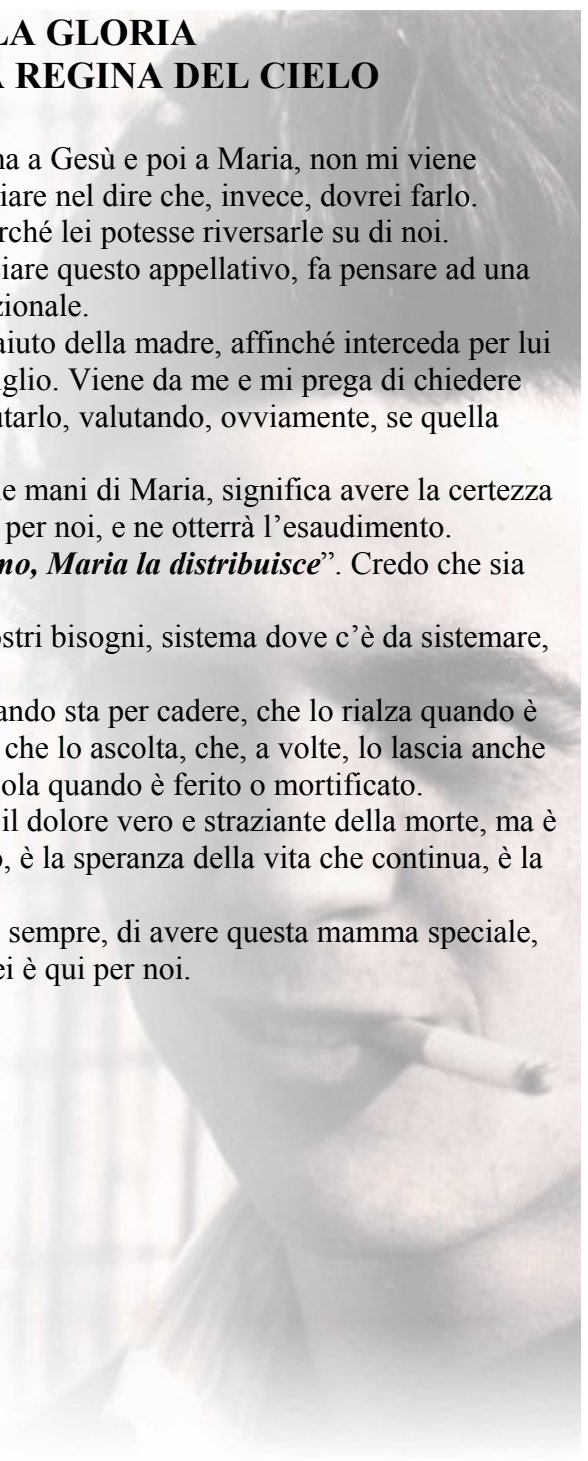 LA GLORIA
A REGINA DEL CIELO
na a Gesù e poi a Maria, non mi viene
iare nel dire che, invece, dovrei farlo.
rché lei potesse riversarle su di noi.
ciare questo appellativo, fa pensare ad una
zionale.
aiuto della madre, affinché interceda per lui
iglio. Viene da me e mi prega di chiedere
utarlo, valutando, ovviamente, se quella
le mani di Maria, significa avere la certezza
per noi, e ne otterrà l’esaudimento.
mo, Maria la distribuisce”. Credo che sia
ostri bisogni, sistema dove c’è da sistemare,
ando sta per cadere, che lo rialza quando è
che lo ascolta, che, a volte, lo lascia anche
ola quando è ferito o mortificato.
il dolore vero e straziante della morte, ma è
o, è la speranza della vita che continua, è la
sempre, di avere questa mamma speciale,
ei è qui per noi.